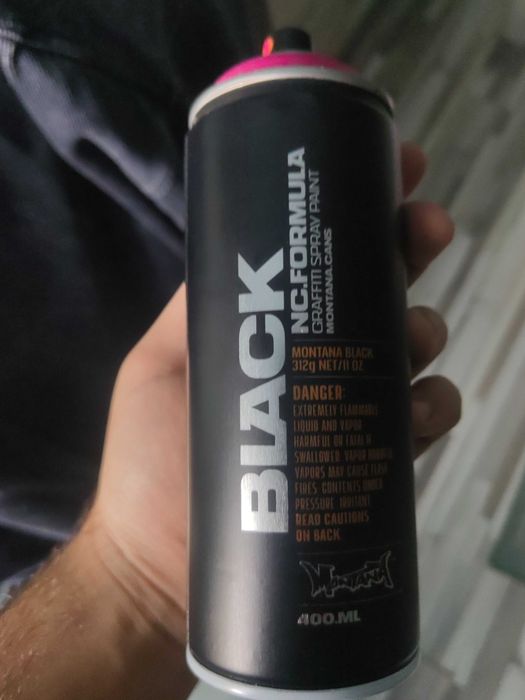 BLACK
NC.FORMULA
GRAFFITI SPRAY PAINT
MONTANA.CANS
MONTANA BLACK
312g NET/11 OZ
DANGER:
EXTREMELY FLAMMABLE
LIQUID AND VAPOR
HARMFUL OR FATAL IF
SWALLOWED. VAPOR HARMFUL
VAPORS MAY CAUSE FLASH
FIRES. CONTENTS UNDER
PRESSURE. IRRITANT
READ CAUTIONS
ON BACK
MONTANA
400.ML